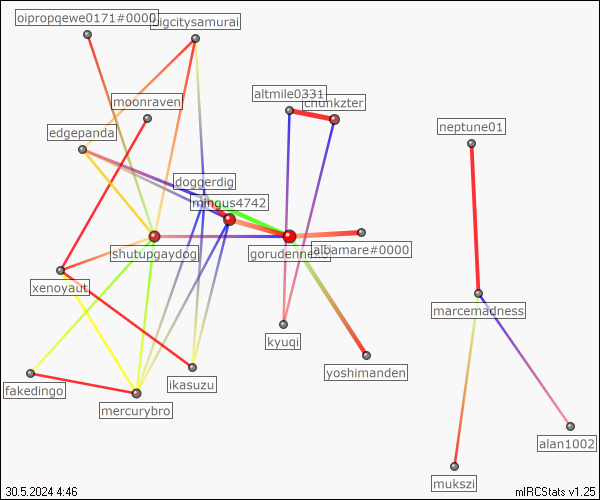 oipropqewe0171#0000
bigcitysamurai
altmile0331
chunkzter
moonraven
neptune01
edgepanda
doggerdig
mingus4742
shutupgaydog
albamare#0000
xenoyaut
marcemadness
kyuqi
yoshimanden
fakedingo
ikasuzu
mercurybro
alan1002
mukszi
30.5.2024 4:46
mIRCStats v1.25